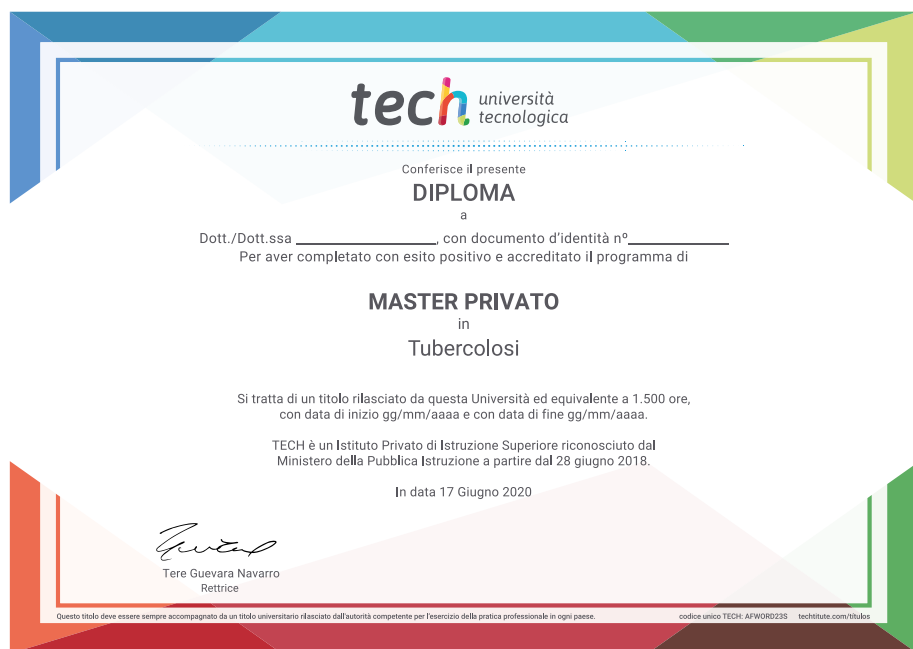 tech università
tecnologica
Conferisce il presente
DIPLOMA
a
Dott./Dott.ssa ________________, con documento d'identità nº____________
Per aver completato con esito positivo e accreditato il programma di
MASTER PRIVATO
in
Tubercolosi
Si tratta di un titolo rilasciato da questa Università ed equivalente a 1.500 ore,
con data di inizio gg/mm/aaaa e con data di fine gg/mm/aaaa.
TECH è un Istituto Privato di Istruzione Superiore riconosciuto dal
Ministero della Pubblica Istruzione a partire dal 28 giugno 2018.
In data 17 Giugno 2020
Tere Guevara Navarro
Rettrice
Questo titolo deve essere sempre accompagnato da un titolo universitario rilasciato dall'autorità competente per l'esercizio della pratica professionale in ogni paese. codice unico TECH: AFWORD23S techtitute.com/titulos